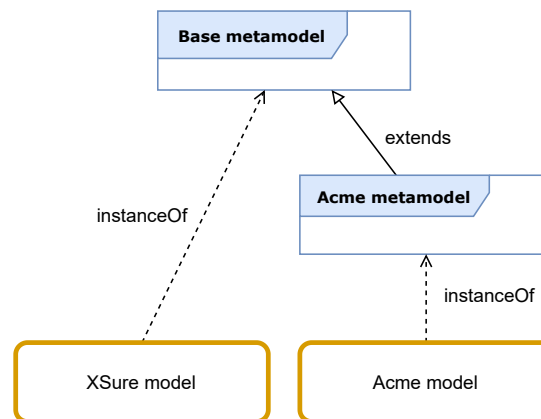 Base metamodel
extends
Acme metamodel
instanceOf
instanceOf
XSure model
Acme model